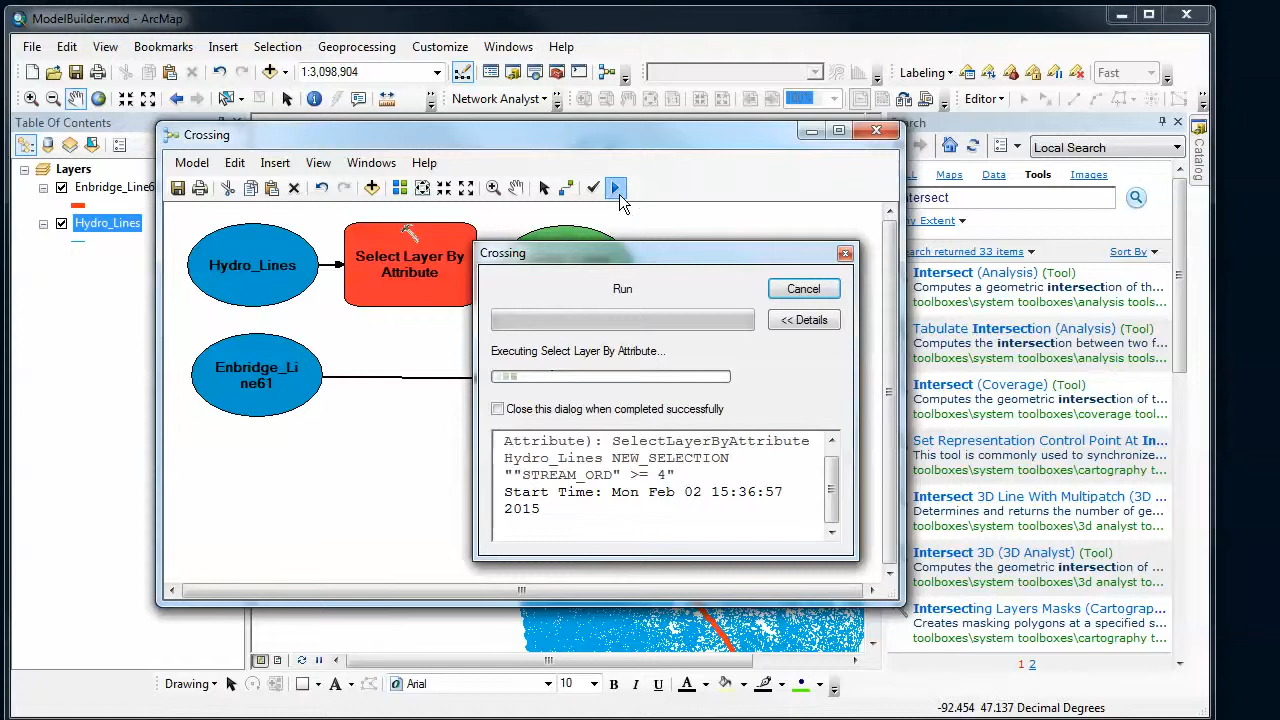 ModelBuilder.mxd - ArcMap
File Edit View Bookmarks Insert Selection Geoprocessing Customize Windows Help
1:3,098,904
Labeling
Fast
Network Analyst
100%
Editor
Table Of Contents
Layers
Enbridge_Line6
Hydro_Lines
Crossing
Model Edit Insert View Windows Help
Hydro_Lines
Select Layer By
Attribute
Enbridge_Li
ne61
Crossing
Run
Cancel
<< Details
Executing Select Layer By Attribute...
Close this dialog when completed successfully
Attribute): SelectLayerByAttribute
Hydro_Lines NEW_SELECTION
""STREAM_ORD" >= 4"
Start Time: Mon Feb 02 15:36:57
2015
arch
Local Search
Maps Data Tools Images
ntersect
y Extent
earch returned 33 items
Sort By
Intersect (Analysis) (Tool)
Computes a geometric intersection of t...
toolboxes\system toolboxes\analysis tools...
Tabulate Intersection (Analysis) (Tool)
Computes the intersection between two f...
toolboxes\system toolboxes\analysis tools...
Intersect (Coverage) (Tool)
Computes the geometric intersection of ...
toolboxes\system toolboxes\coverage tool...
Set Representation Control Point At In...
This tool is commonly used to synchronize...
toolboxes\system toolboxes\cartography t...
Intersect 3D Line With Multipatch (3D ...
Determines and returns the number of ge...
toolboxes\system toolboxes\3d analyst to...
Intersect 3D (3D Analyst) (Tool)
Computes the geometric intersection of ...
toolboxes\system toolboxes\3d analyst to...
Intersecting Layers Masks (Cartograp...
Creates masking polygons at a specified s...
toolboxes\system toolboxes\cartography t...
1 2
Catalog
Drawing
A
Arial
10
B I U A
-92.454 47.137 Decimal Degrees